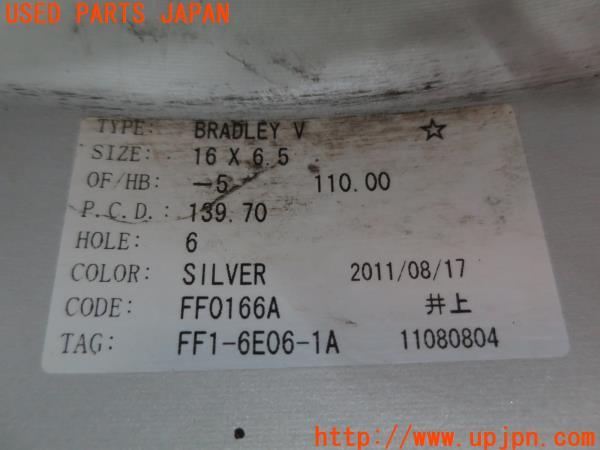 USED PARTS JAPAN
TYPE: BRADLEY V ☆
SIZE: 16 X 6.5
OF/HB: -5 110.00
P.C.D.: 139.70
HOLE: 6
COLOR: SILVER 2011/08/17
CODE: FF0166A 井上
TAG: FF1-6E06-1A 11080804
http://www.upjpn.com/